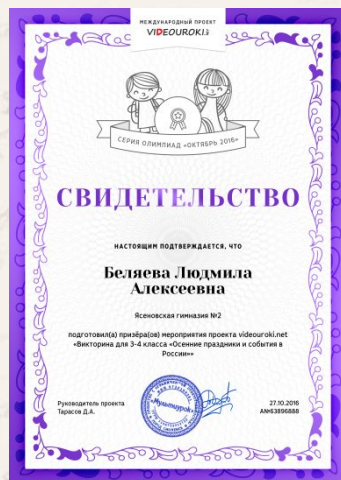 МЕЖДУНАРОДНЫЙ ПРОЕКТ
VIDEOUROKI
СЕРИЯ ОЛИМПИАД «ОКТЯБРЬ 2016»
СВИДЕТЕЛЬСТВО
НАСТОЯЩИМ ПОДТВЕРЖДАЕТСЯ, ЧТО
Беляева Людмила
Алексеевна
Ясеновская гимназия №2
подготовил(а) призёра(ов) мероприятия проекта videouroki.net
«Викторина для 3-4 класса «Осенние праздники и события в
России»»
Руководитель проекта
Тарасов Д.А.
«Мультиурок»
27.10.2016
АN№63896888